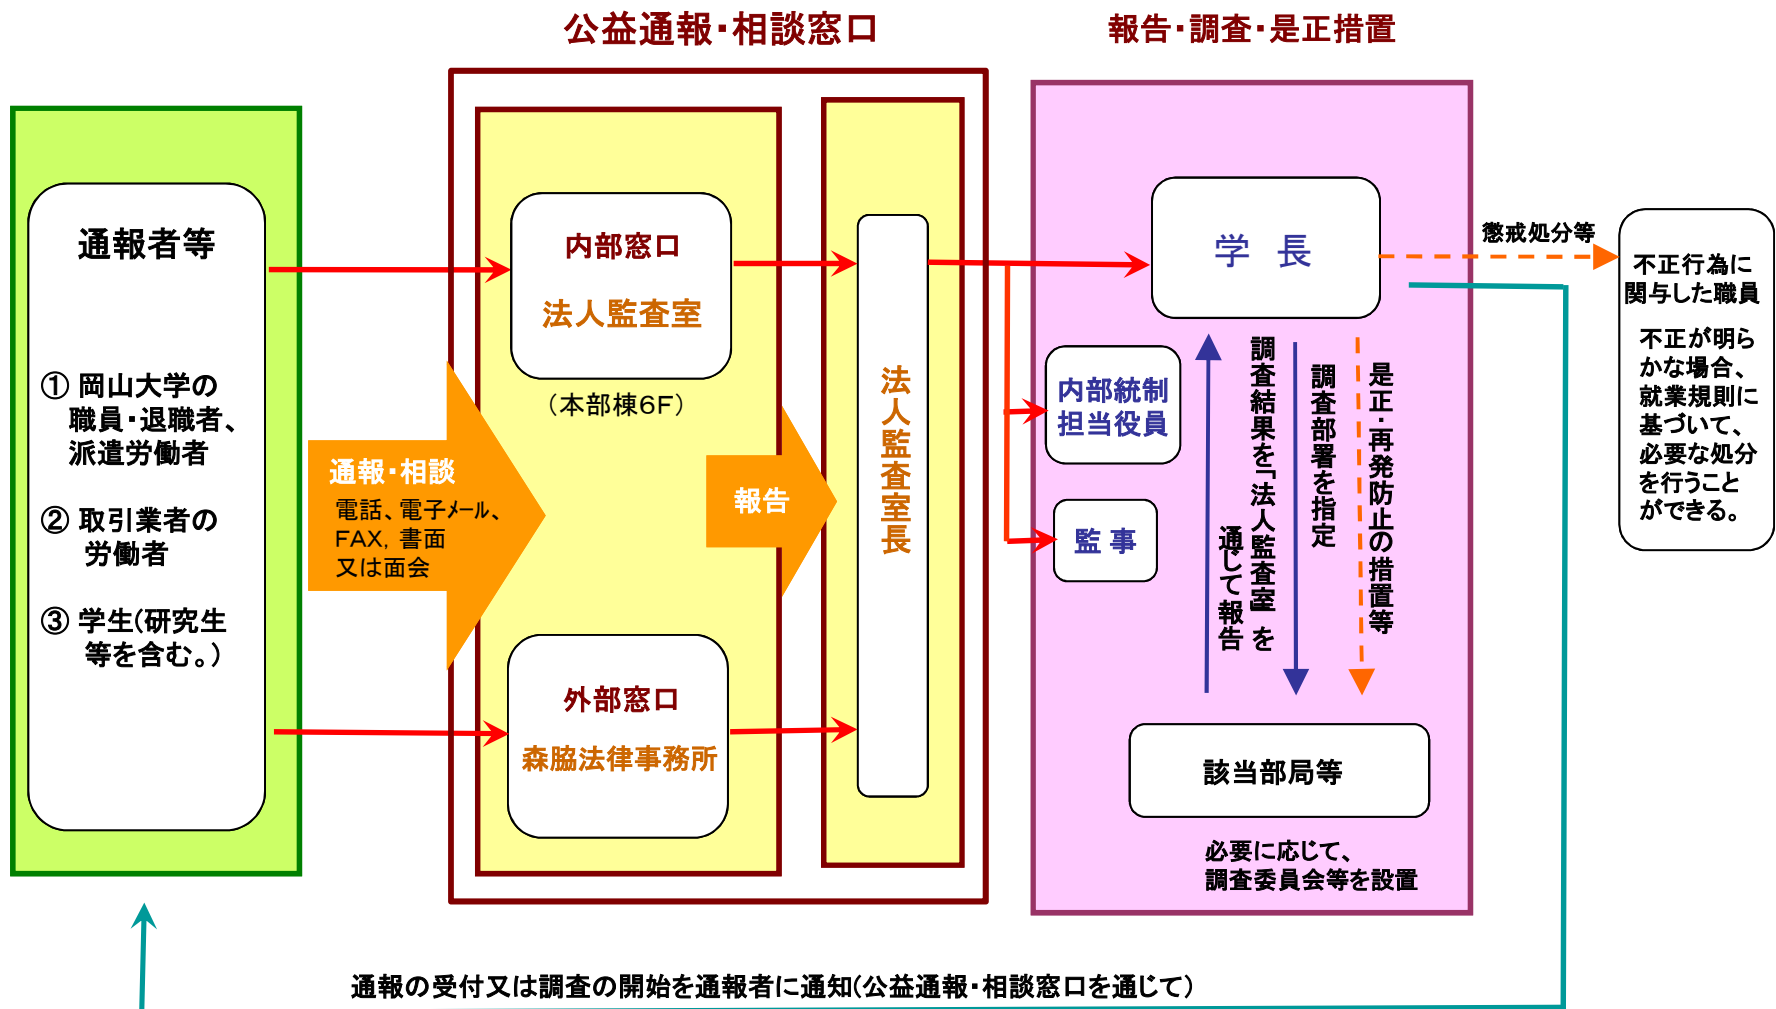 公益通報・相談窓口
報告・調査・是正措置
通報者等
① 岡山大学の
職員・退職者、
派遣労働者
② 取引業者の
労働者
③ 学生(研究生
等を含む。)
通報・相談
電話、電子メール、
FAX, 書面
又は面会
内部窓口
法人監査室
(本部棟6F)
報告
外部窓口
森脇法律事務所
法人監査室長
学 長
内部統制
担当役員
監 事
調査結果を「法人監査室」を
通じて報告
調査部署を指定
是正・再発防止の措置等
該当部局等
必要に応じて、
調査委員会等を設置
懲戒処分等
不正行為に
関与した職員
不正が明ら
かな場合、
就業規則に
基づいて、
必要な処分
を行うこと
ができる。
通報の受付又は調査の開始を通報者に通知(公益通報・相談窓口を通じて)